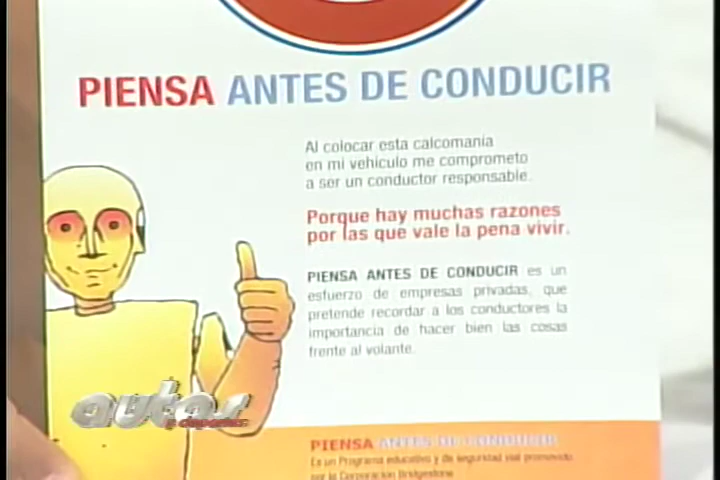 PIENSA ANTES DE CONDUCIR
Al colocar esta calcomanía
en mi vehículo me comprometo
a ser un conductor responsable.
Porque hay muchas razones
por las que vale la pena vivir.
PIENSA ANTES DE CONDUCIR es un
esfuerzo de empresas privadas, que
pretende recordar a los conductores la
importancia de hacer bien las cosas
frente al volante.
autos
y deportes
PIENSA ANTES DE CONDUCIR
Es un Programa educativo y de seguridad vial promovido
por la Corporación Bridgestone